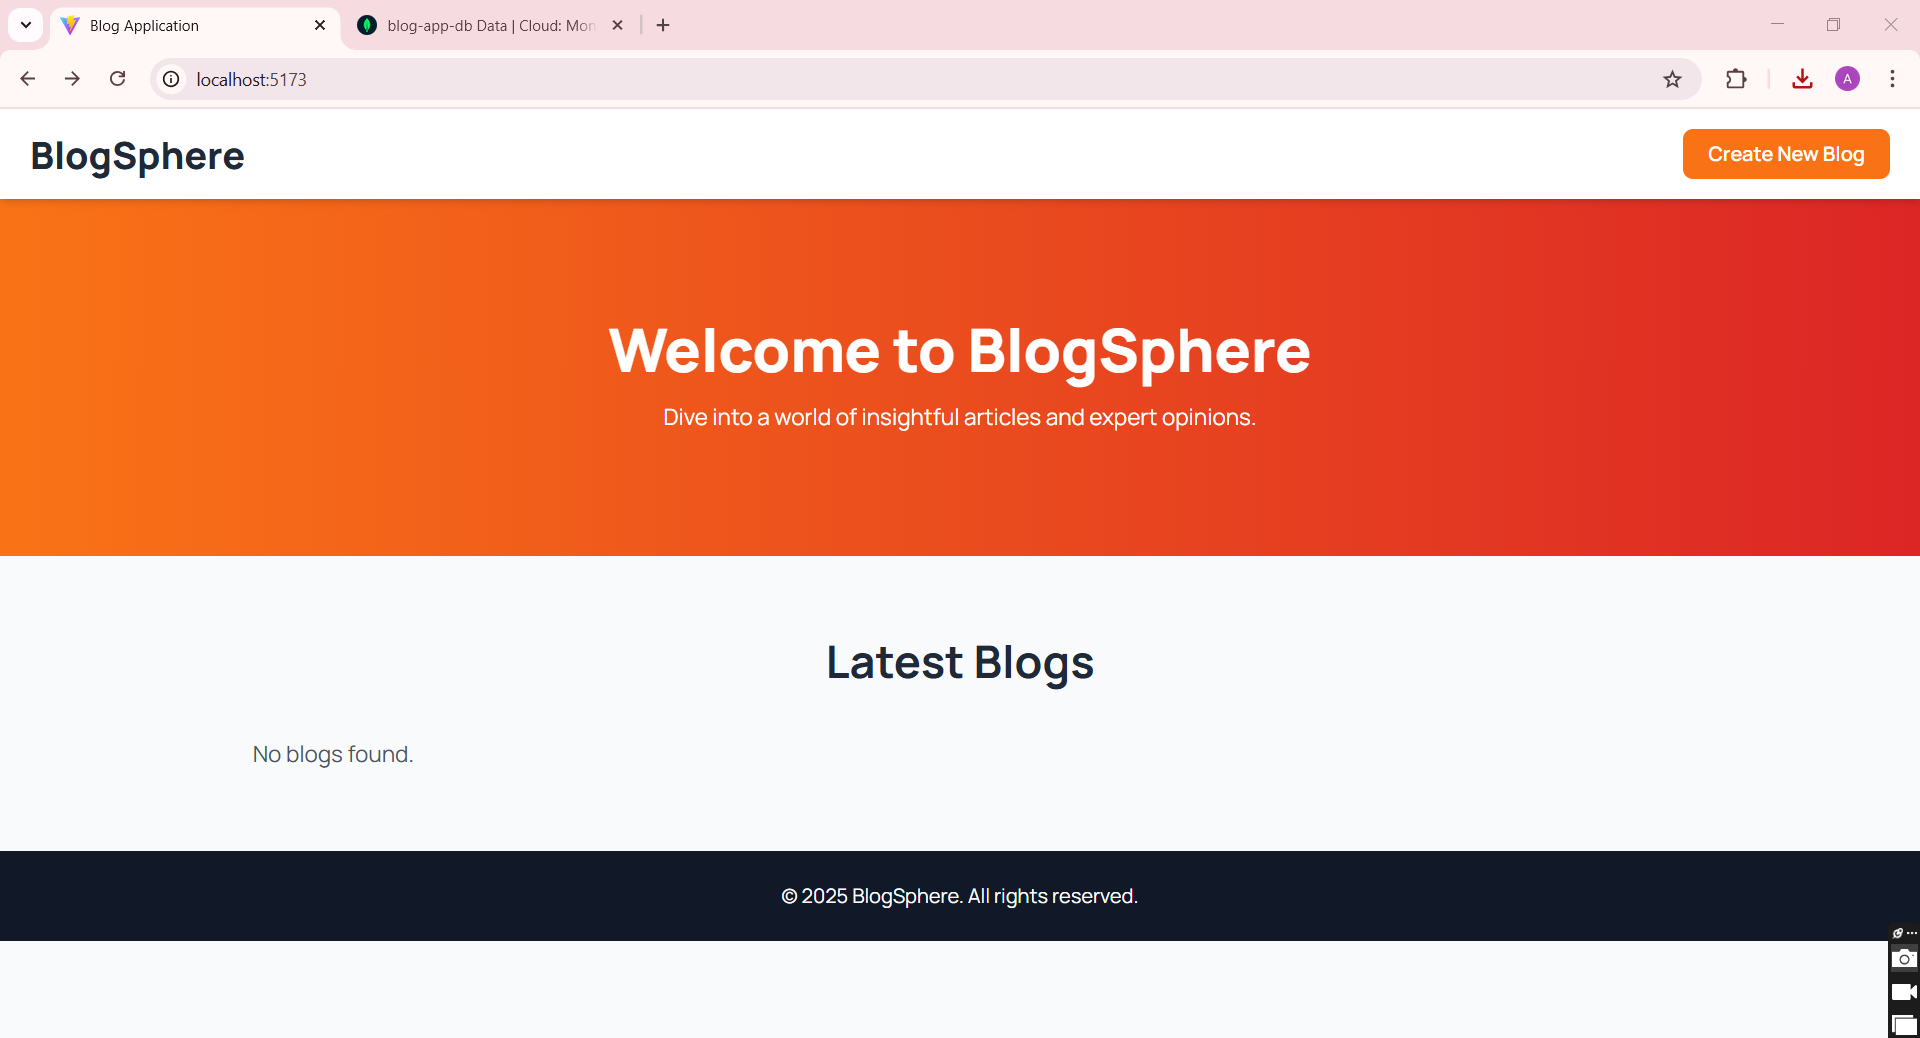 Blog Application
blog-app-db Data | Cloud: Mon
localhost:5173
A
BlogSphere
Create New Blog
Welcome to BlogSphere
Dive into a world of insightful articles and expert opinions.
Latest Blogs
No blogs found.
© 2025 BlogSphere. All rights reserved.